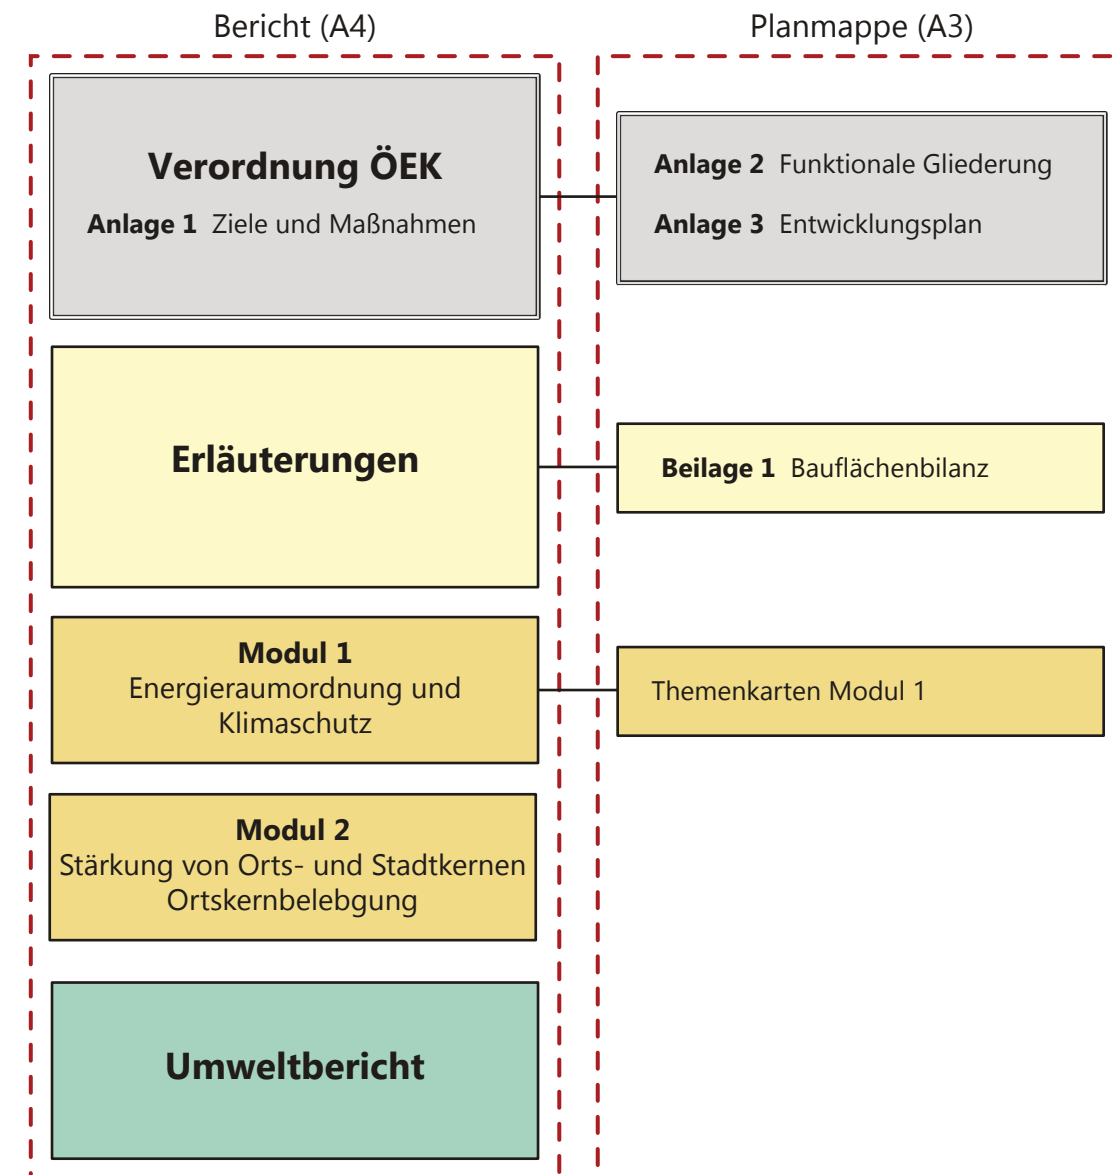 Bericht (A4)
Planmappe (A3)
Verordnung ÖEK
Anlage 1 Ziele und Maßnahmen
Anlage 2 Funktionale Gliederung
Anlage 3 Entwicklungsplan
Erläuterungen
Beilage 1 Bauflächenbilanz
Modul 1
Energieraumordnung und
Klimaschutz
Themenkarten Modul 1
Modul 2
Stärkung von Orts- und Stadtkernen
Ortskernbelebgung
Umweltbericht